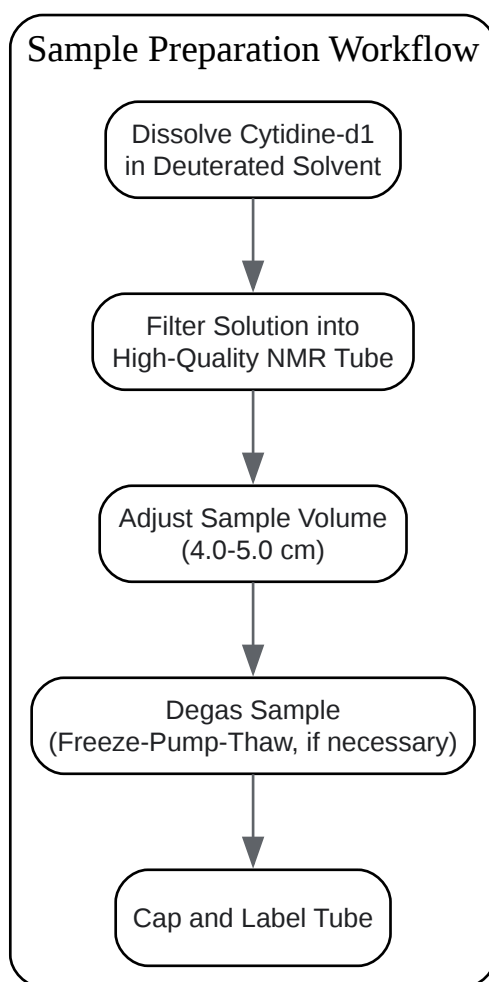 Sample Preparation Workflow
Dissolve Cytidine-d1
in Deuterated Solvent
Filter Solution into
High-Quality NMR Tube
Adjust Sample Volume
(4.0-5.0 cm)
Degas Sample
(Freeze-Pump-Thaw, if necessary)
Cap and Label Tube